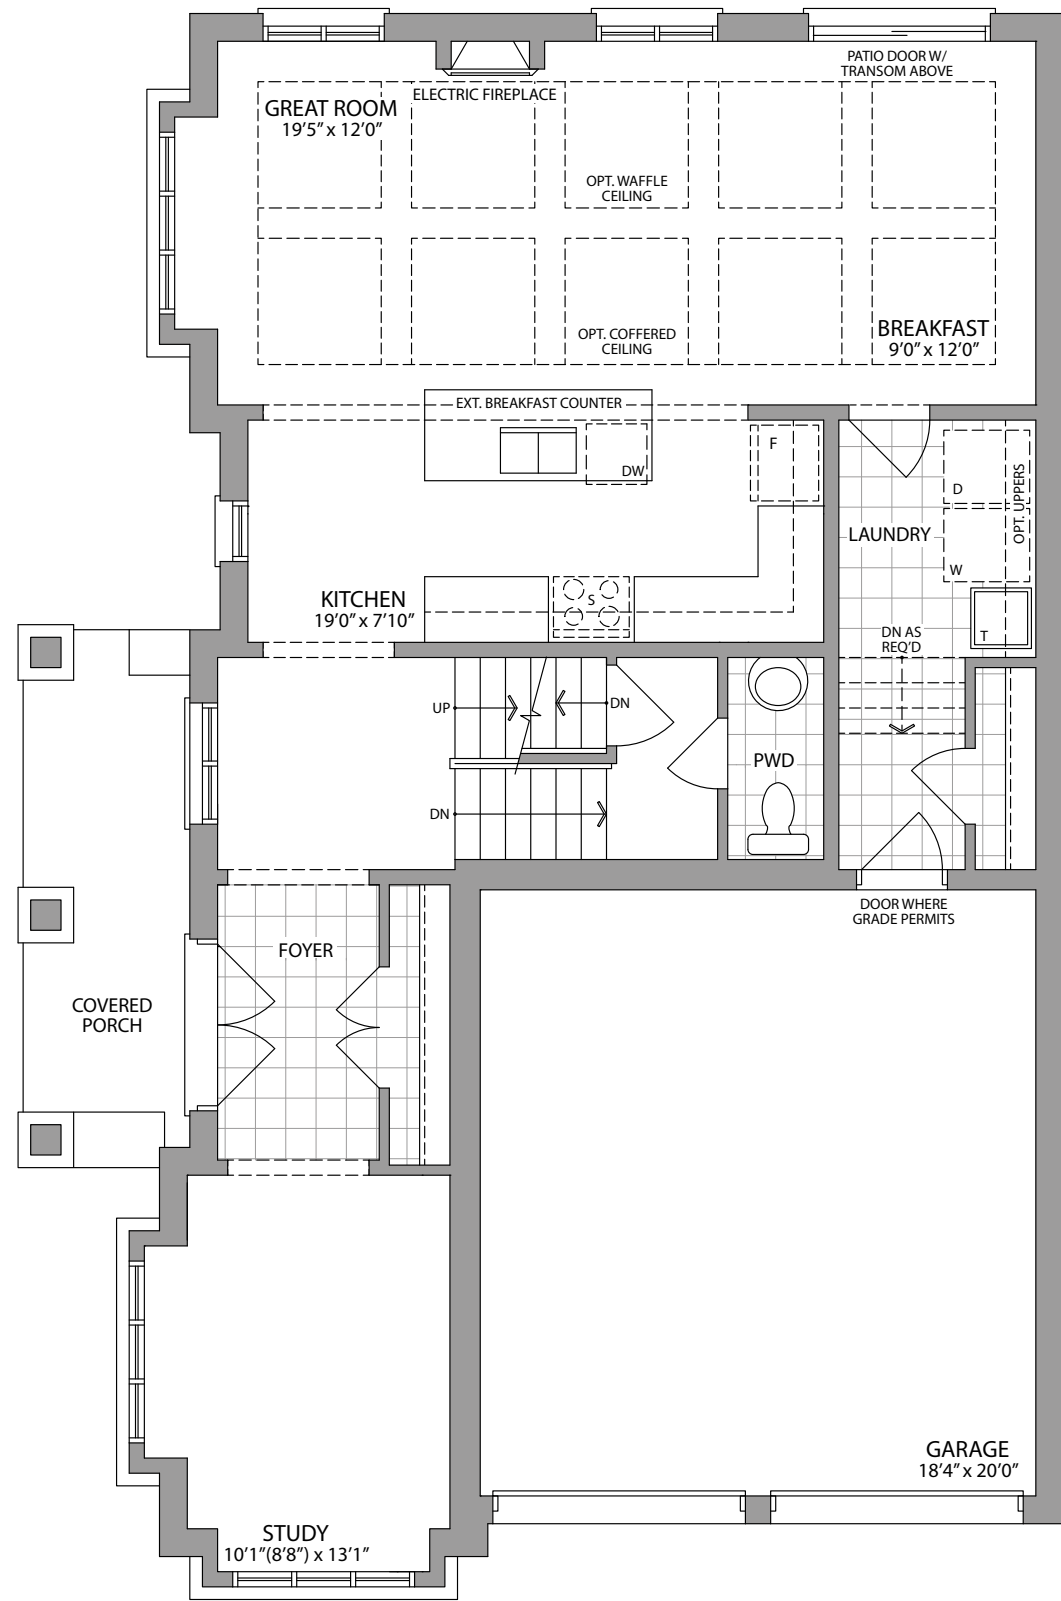 PATIO DOOR W/
TRANSOM ABOVE
ELECTRIC FIREPLACE
GREAT ROOM
19'5" x 12'0"
OPT. WAFFLE
CEILING
OPT. COFFERED
CEILING
BREAKFAST
9'0" x 12'0"
EXT. BREAKFAST COUNTER
DW
F
D
OPT. UPPERS
LAUNDRY
W
KITCHEN
19'0" x 7'10"
S
T
DN AS
REQ'D
UP
DN
PWD
DN
DOOR WHERE
GRADE PERMITS
FOYER
COVERED
PORCH
GARAGE
18'4" x 20'0"
STUDY
10'1"(8'8") x 13'1"